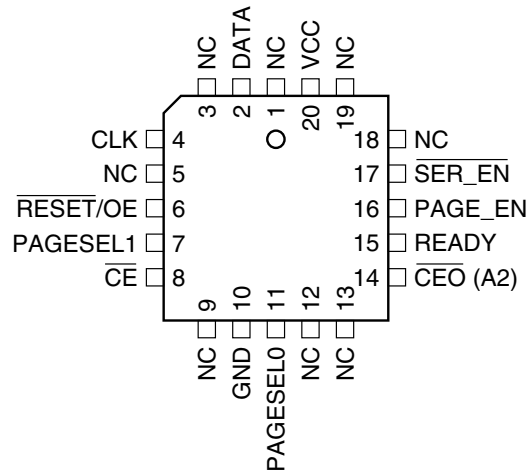 NC
DATA
NC
VCC
NC
3
2
1
20
19
CLK 4
NC 5
RESET/OE 6
PAGESEL1 7
CE 8
18 NC
17 SER_EN
16 PAGE_EN
15 READY
14 CEO (A2)
9
10
11
12
13
NC
GND
PAGESEL0
NC
NC